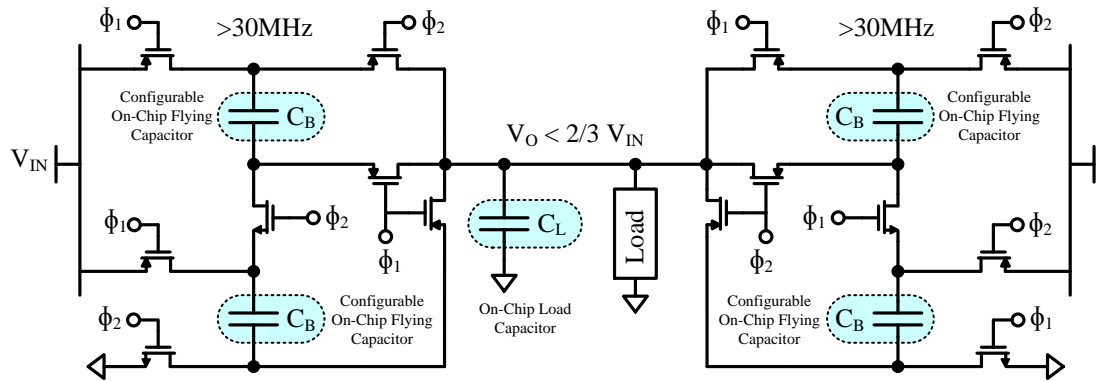 ϕ1
>30MHz
ϕ2
ϕ1
>30MHz
ϕ2
Configurable
On-Chip Flying
Capacitor
CB
CB
Configurable
On-Chip Flying
Capacitor
VO < 2/3 VIN
VIN
ϕ1
ϕ2
ϕ1
CL
Load
ϕ2
ϕ1
ϕ2
On-Chip Load
Capacitor
ϕ2
CB
Configurable
On-Chip Flying
Capacitor
Configurable
On-Chip Flying
Capacitor
CB
ϕ1